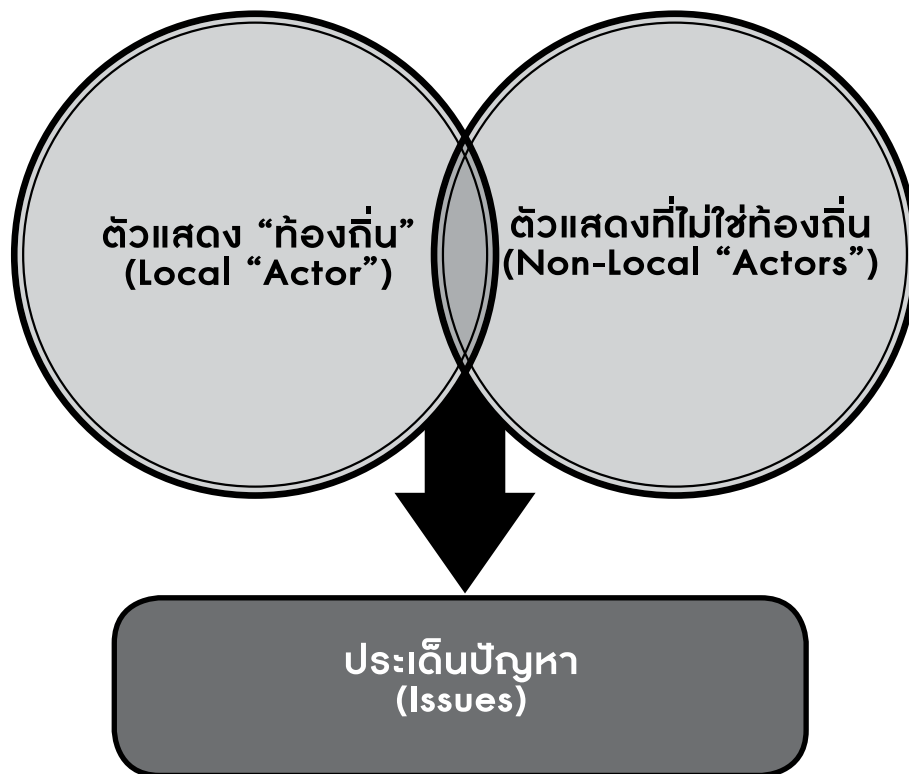 ตัวแสดง “ท้องถิ่น”
(Local “Actor”)
ตัวแสดงที่ไม่ใช่ท้องถิ่น
(Non-Local “Actors”)
ประเด็นปัญหา
(Issues)